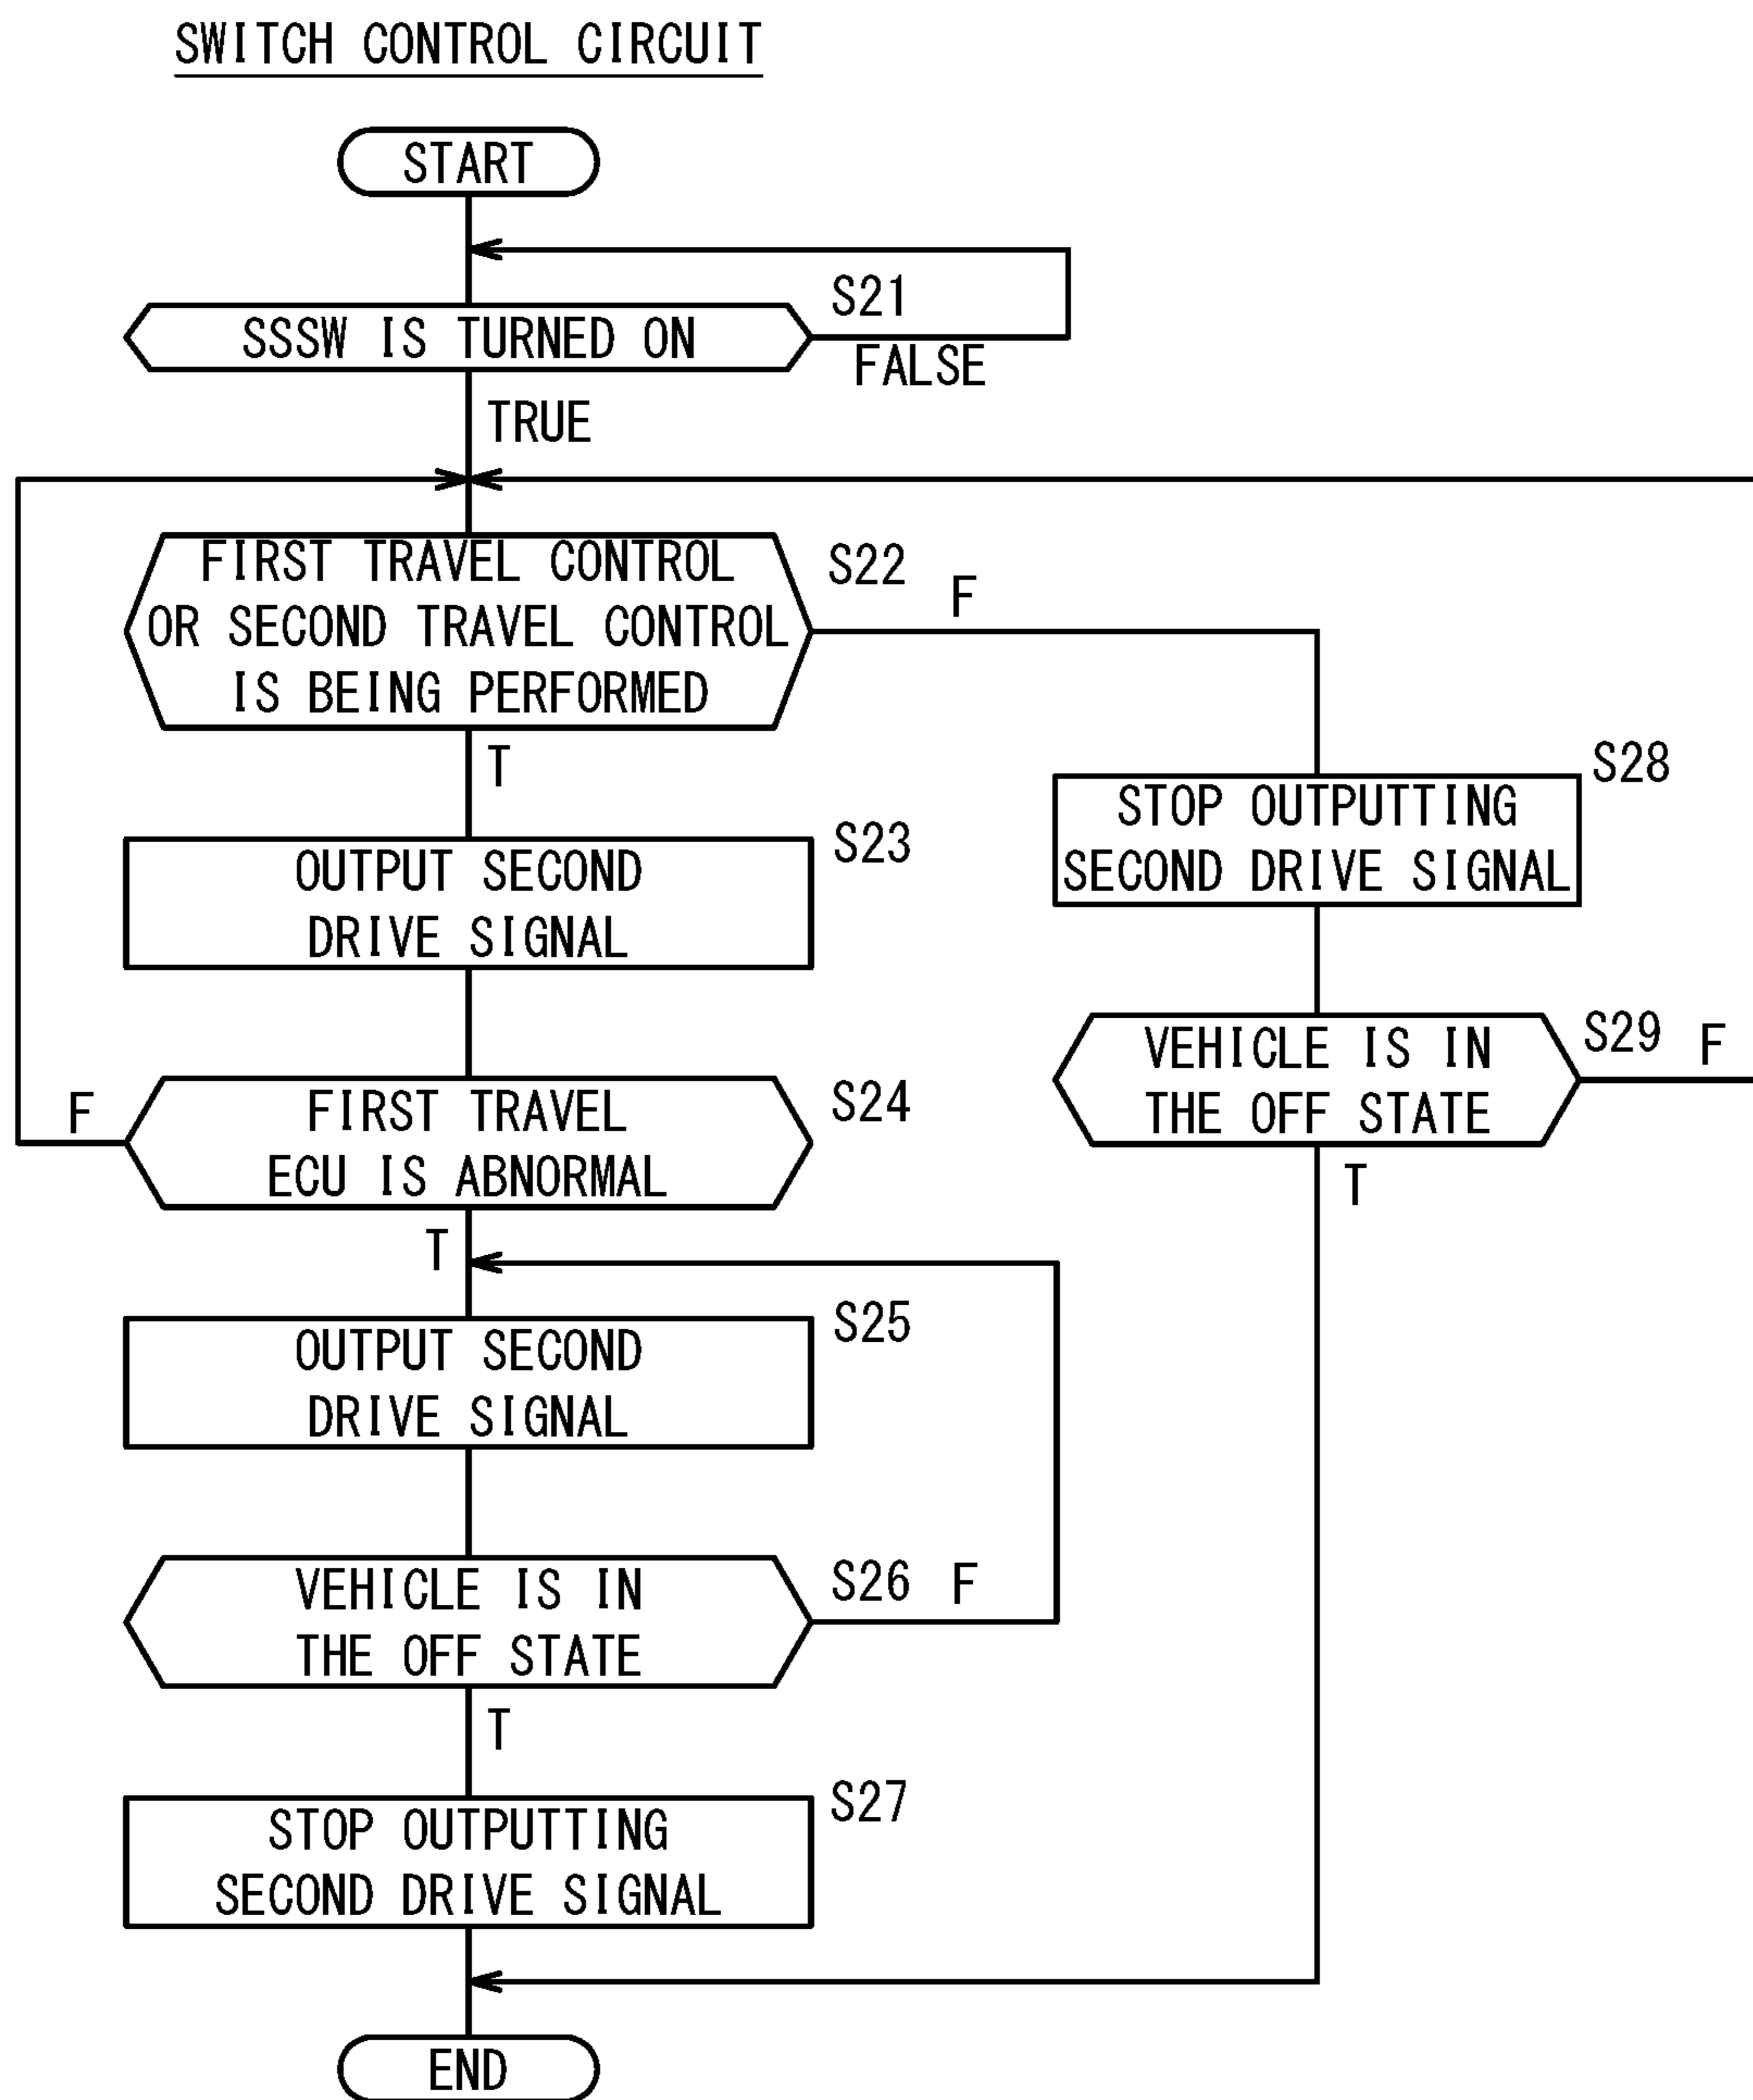 SWITCH CONTROL CIRCUIT
START
S21
SSSW IS TURNED ON
FALSE
TRUE
FIRST TRAVEL CONTROL
OR SECOND TRAVEL CONTROL
IS BEING PERFORMED
S22
F
T
S28
STOP OUTPUTTING
SECOND DRIVE SIGNAL
S23
OUTPUT SECOND
DRIVE SIGNAL
S29
F
VEHICLE IS IN
THE OFF STATE
T
F
S24
FIRST TRAVEL
ECU IS ABNORMAL
T
S25
OUTPUT SECOND
DRIVE SIGNAL
S26
F
VEHICLE IS IN
THE OFF STATE
T
S27
STOP OUTPUTTING
SECOND DRIVE SIGNAL
END